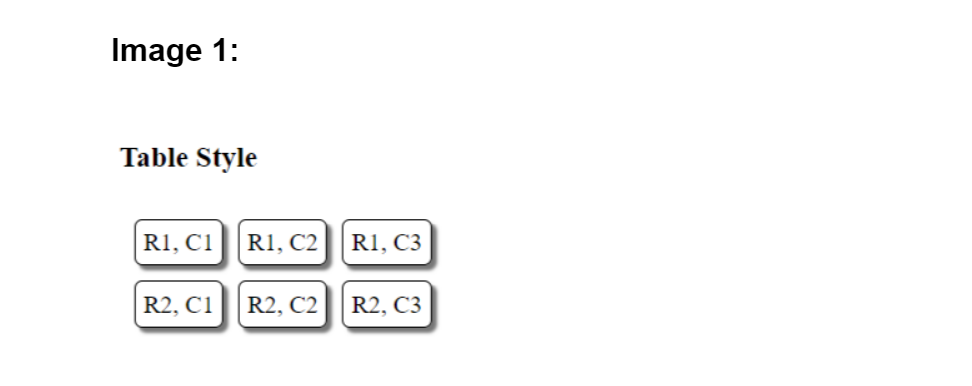 Image 1:
Table Style
R1, C1 R1, C2 R1, C3
R2, C1 R2, C2 R2, C3